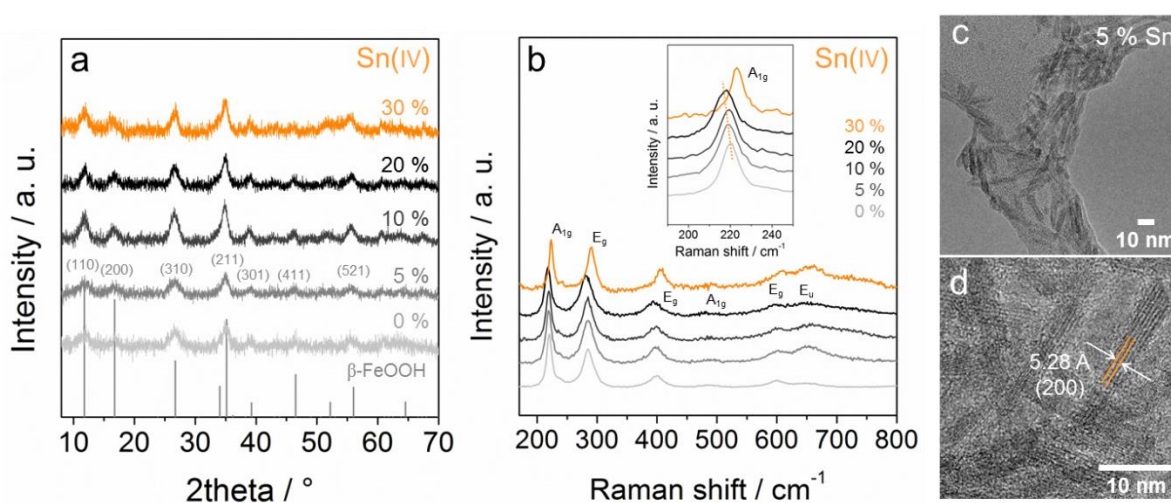 a
Sn(IV)
30 %
20 %
10 %
(110) (200) (310) (211) (301) (411) 5 % (521)
0 %
β-FeOOH
Intensity / a. u.
10 20 30 40 50 60 70
2theta / °
b
Sn(IV)
A1g
30 %
20 %
10 %
5 %
0 %
Intensity / a. u.
200 210 220 230 240 250
Raman shift / cm-1
A1g Eg Eg A1g Eg Eu
Intensity / a. u.
200 300 400 500 600 700 800
Raman shift / cm-1
c
5 % Sn
10 nm
d
5.28 Å
(200)
10 nm